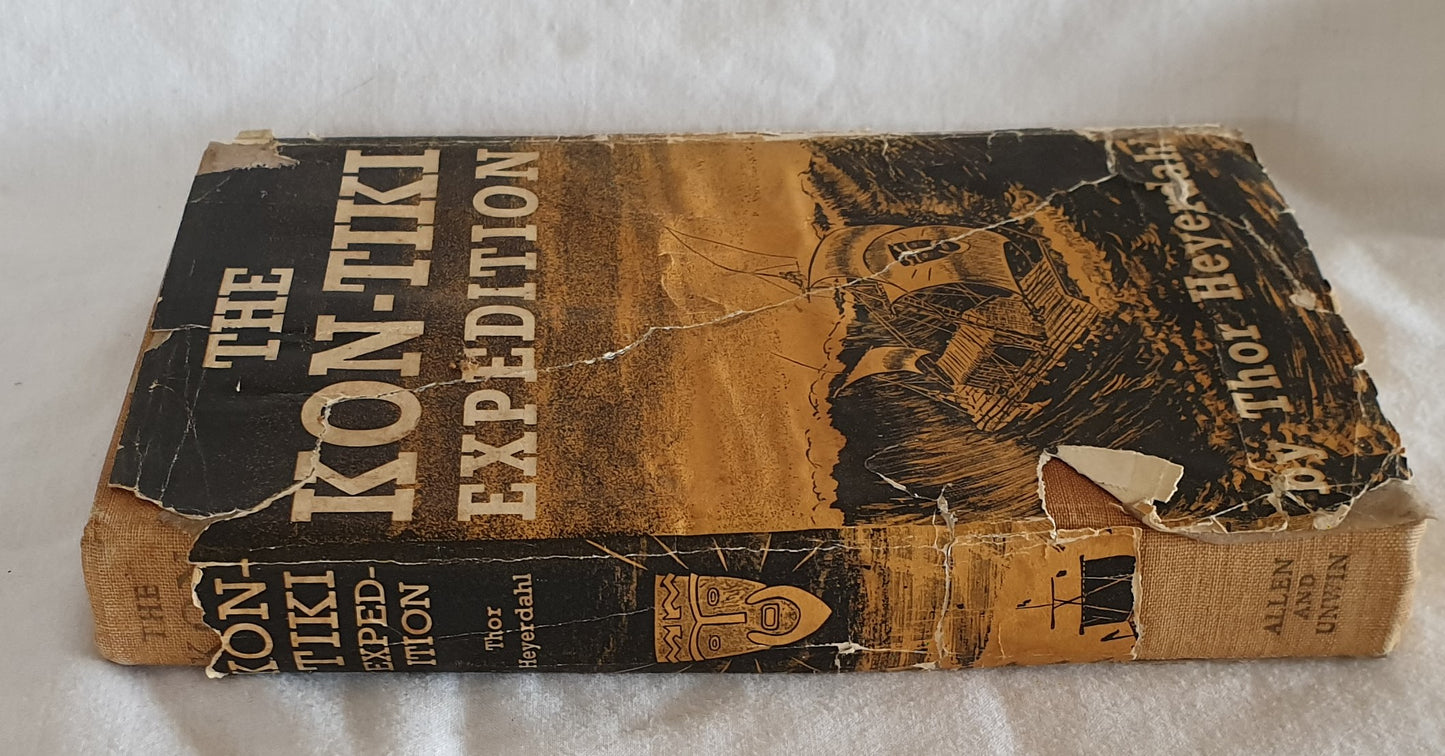 THE
KON-TIKI
EXPEDITION
by Thor Heyerdahl
THE
KON-
TIKI
EXPED-
ITION
Thor
Heyerdahl
ALLEN
AND
UNWIN